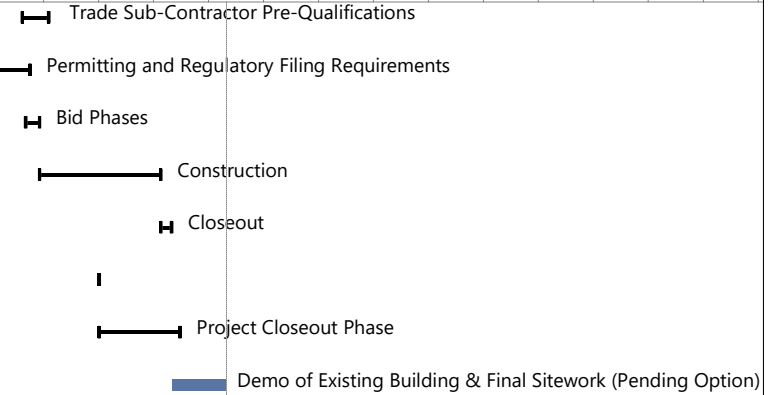 Trade Sub-Contractor Pre-Qualifications
Permitting and Regulatory Filing Requirements
Bid Phases
Construction
Closeout
Project Closeout Phase
Demo of Existing Building & Final Sitework (Pending Option)